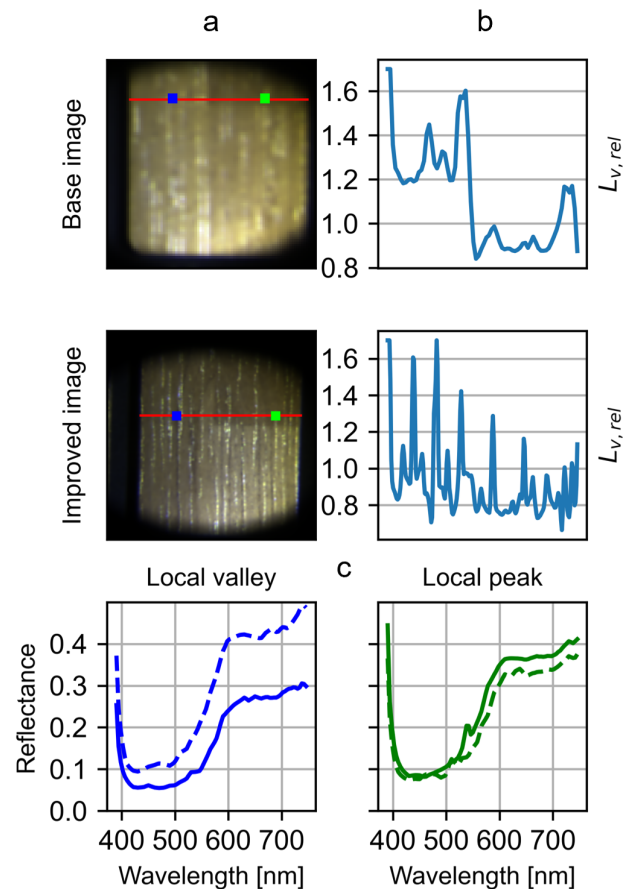 a
b
Base image
1.6
1.4
1.2
1.0
0.8
L_{v, rel}
Improved image
1.6
1.4
1.2
1.0
0.8
L_{v, rel}
c
Local valley
Local peak
Reflectance
0.4
0.3
0.2
0.1
0.0
400 500 600 700
400 500 600 700
Wavelength [nm]
Wavelength [nm]